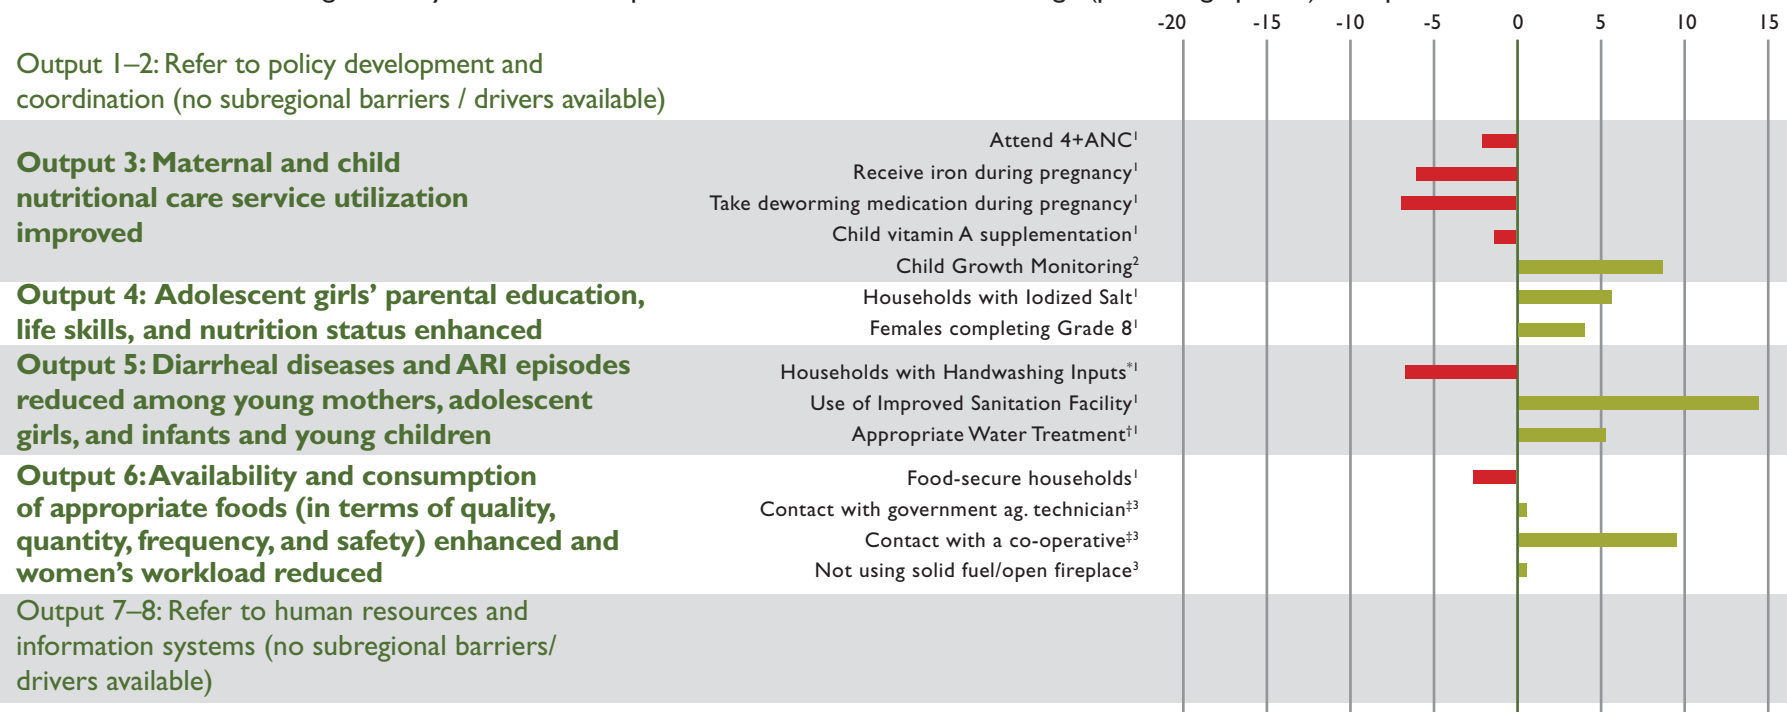 -20 -15 -10 -5 0 5 10 15
Output 1–2: Refer to policy development and
coordination (no subregional barriers / drivers available)
Output 3: Maternal and child
nutritional care service utilization
improved
Attend 4+ANC¹
Receive iron during pregnancy¹
Take deworming medication during pregnancy¹
Child vitamin A supplementation¹
Child Growth Monitoring²
Output 4: Adolescent girls’ parental education,
life skills, and nutrition status enhanced
Households with Iodized Salt¹
Females completing Grade 8¹
Output 5: Diarrheal diseases and ARI episodes
reduced among young mothers, adolescent
girls, and infants and young children
Households with Handwashing Inputs*¹
Use of Improved Sanitation Facility¹
Appropriate Water Treatment†¹
Output 6: Availability and consumption
of appropriate foods (in terms of quality,
quantity, frequency, and safety) enhanced and
women’s workload reduced
Food-secure households¹
Contact with government ag. technician‡³
Contact with a co-operative‡³
Not using solid fuel/open fireplace³
Output 7–8: Refer to human resources and
information systems (no subregional barriers/
drivers available)